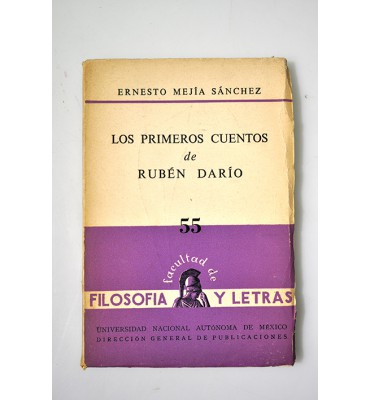 ERNESTO MEJÍA SÁNCHEZ
LOS PRIMEROS CUENTOS
de
RUBÉN DARÍO
55
facultad de
FILOSOFIA Y LETRAS
UNIVERSIDAD NACIONAL AUTÓNOMA DE MEXICO
DIRECCIÓN GENERAL DE PUBLICACIONES